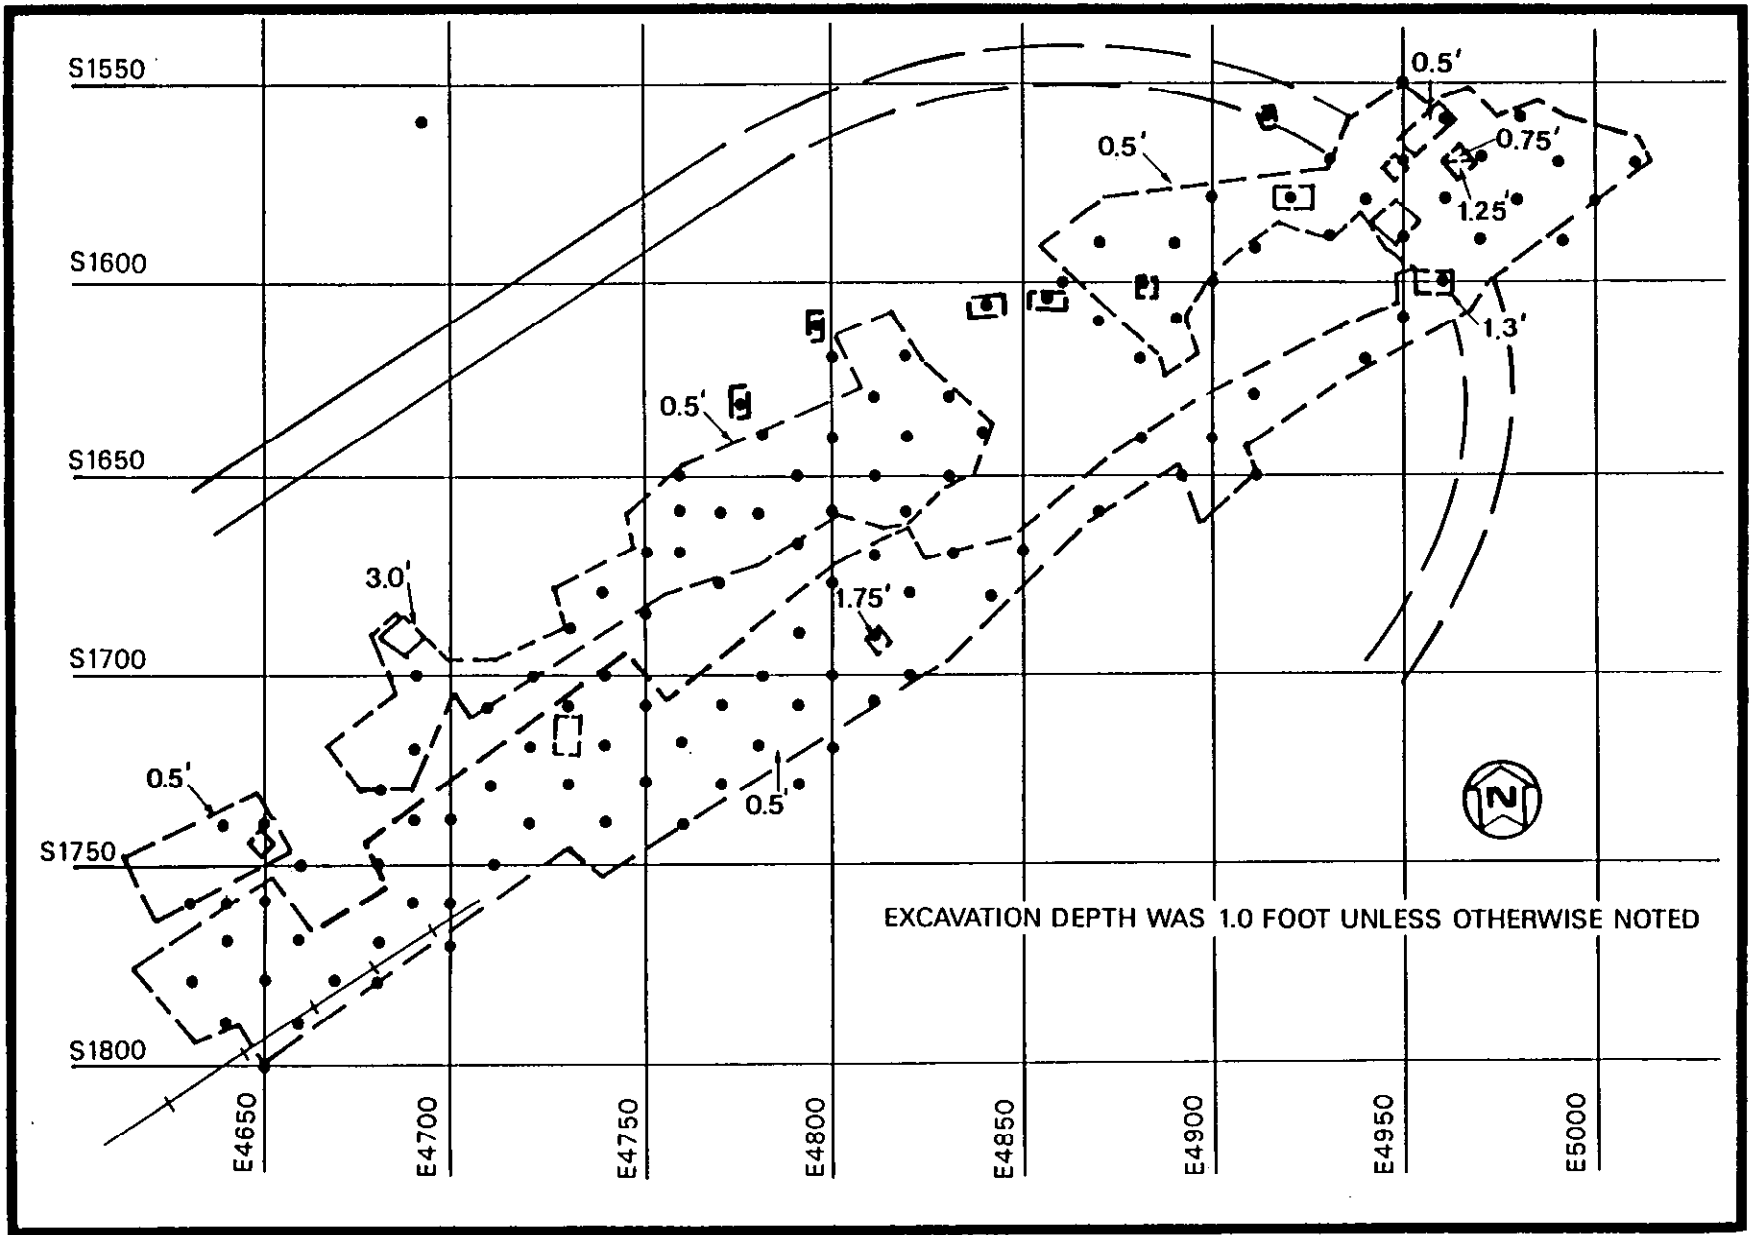 S1550
0.5'
0.5'
0.75'
1.25'
S1600
1.3'
0.5'
S1650
3.0'
1.75'
S1700
0.5'
0.5'
N
S1750
EXCAVATION DEPTH WAS 1.0 FOOT UNLESS OTHERWISE NOTED
S1800
E4650
E4700
E4750
E4800
E4850
E4900
E4950
E5000